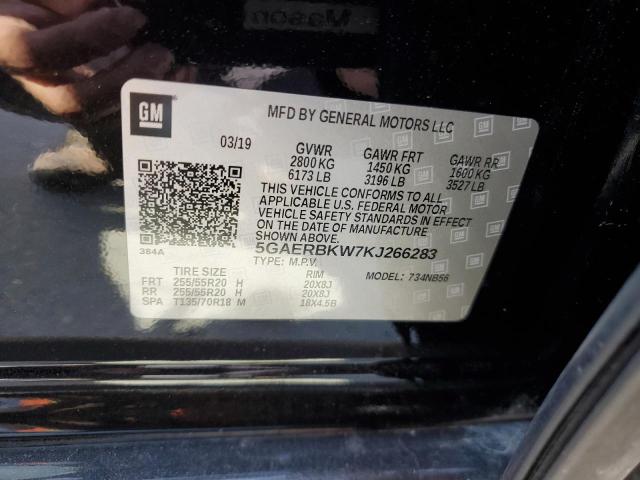 GM
MFD BY GENERAL MOTORS LLC
03/19
GVWR
2800 KG
6173 LB
GAWR FRT
1450 KG
3196 LB
GAWR RR
1600 KG
3527 LB
THIS VEHICLE CONFORMS TO ALL
APPLICABLE U.S. FEDERAL MOTOR
VEHICLE SAFETY STANDARDS IN EFFECT
ON THE DATE OF MANUFACTURE
SHOWN ABOVE.
5GAERBKW7KJ266283
TYPE: M.P.V.
MODEL: 734NB56
384A
TIRE SIZE RIM
FRT 255/55R20 H 20X8J
RR 255/55R20 H 20X8J
SPA T135/70R18 M 18X4.5B